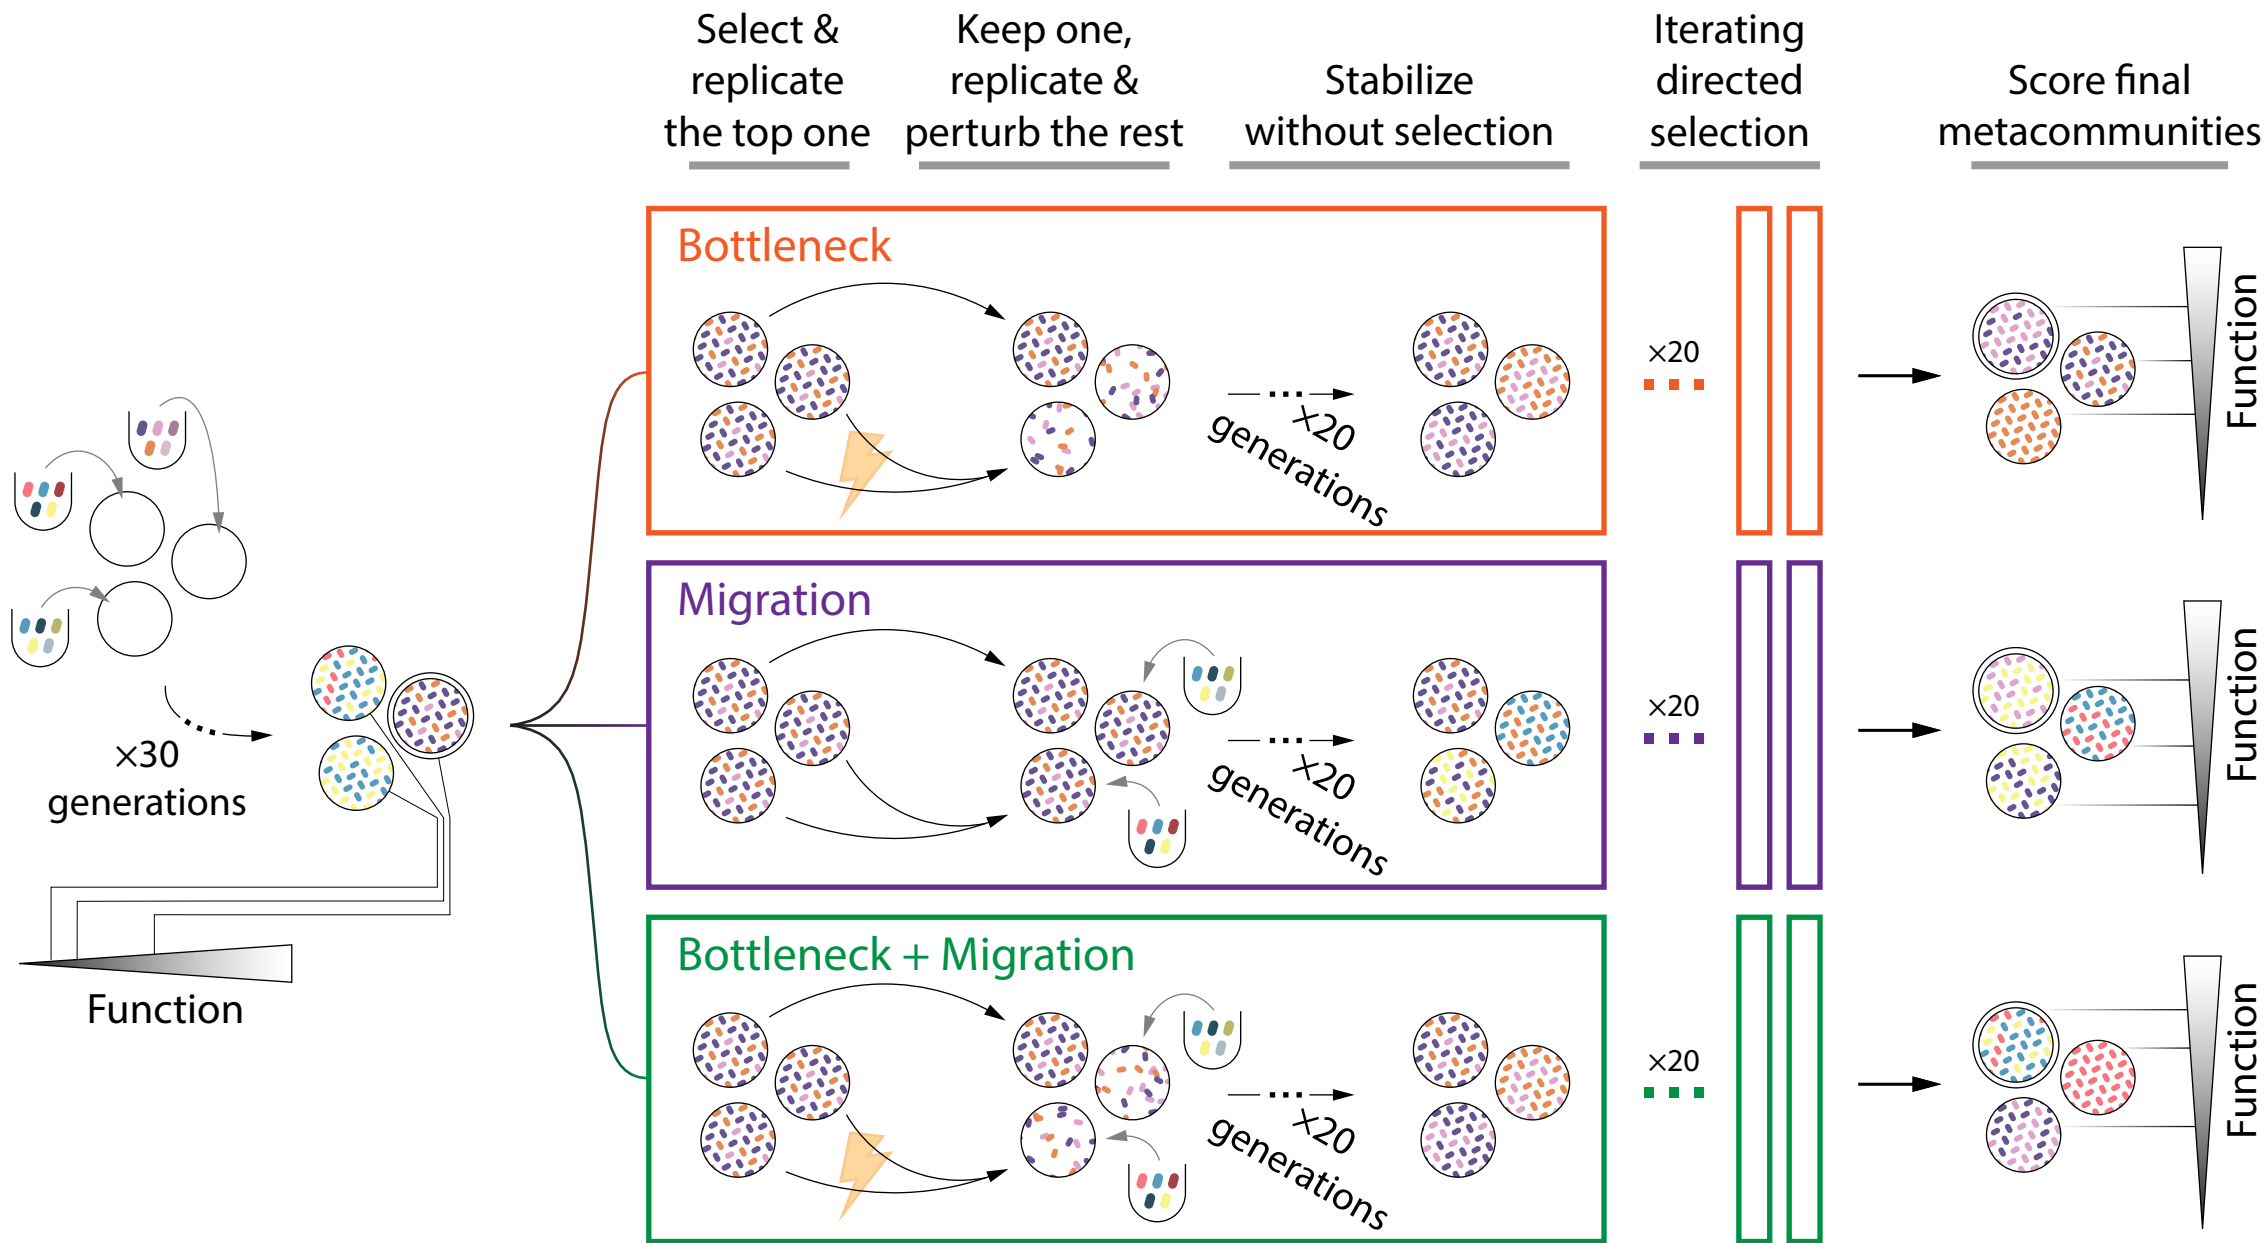 Select &
replicate
the top one
Keep one,
replicate &
perturb the rest
Stabilize
without selection
Iterating
directed
selection
Score final
metacommunities
×30
generations
Function
Bottleneck
×20
generations
×20
Function
Migration
×20
generations
×20
Function
Bottleneck + Migration
×20
generations
×20
Function